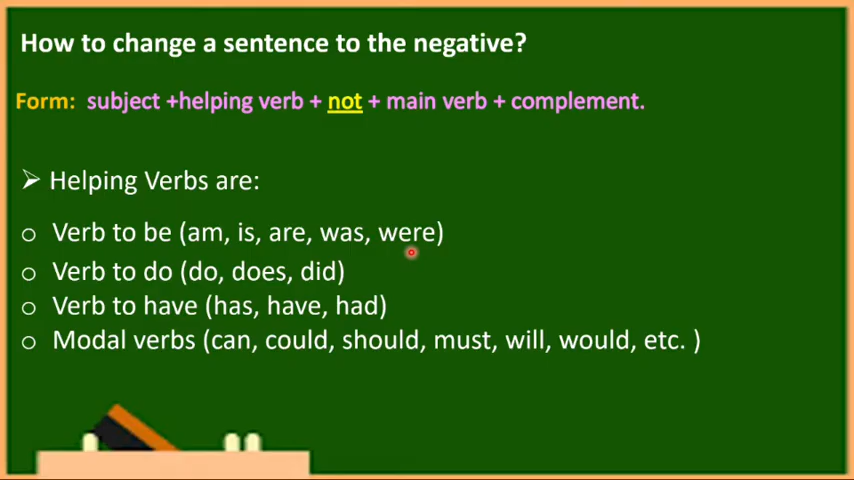 How to change a sentence to the negative?
Form: subject +helping verb + not + main verb + complement.
➢ Helping Verbs are:
o Verb to be (am, is, are, was, were)
o Verb to do (do, does, did)
o Verb to have (has, have, had)
o Modal verbs (can, could, should, must, will, would, etc. )